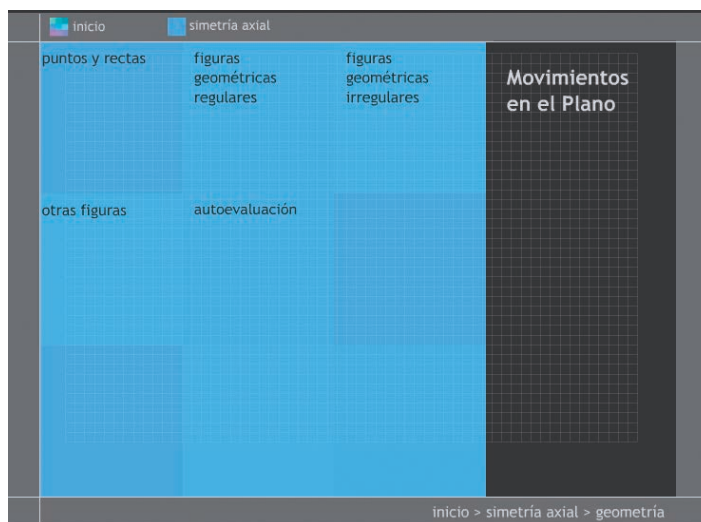 inicio
simetría axial
puntos y rectas
figuras
geométricas
regulares
figuras
geométricas
irregulares
Movimientos
en el Plano
otras figuras
autoevaluación
inicio > simetría axial > geometría